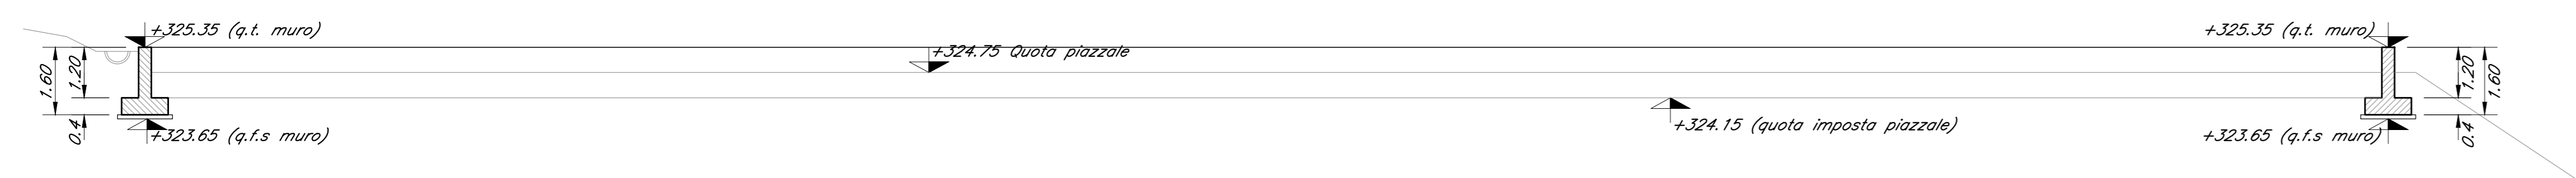 +325.35 (q.t. muro)
+324.75 Quota piazzale
+325.35 (q.t. muro)
1.60
1.20
0.4
+323.65 (q.f.s muro)
+324.15 (quota imposta piazzale)
+323.65 (q.f.s muro)
1.20
1.60
0.4